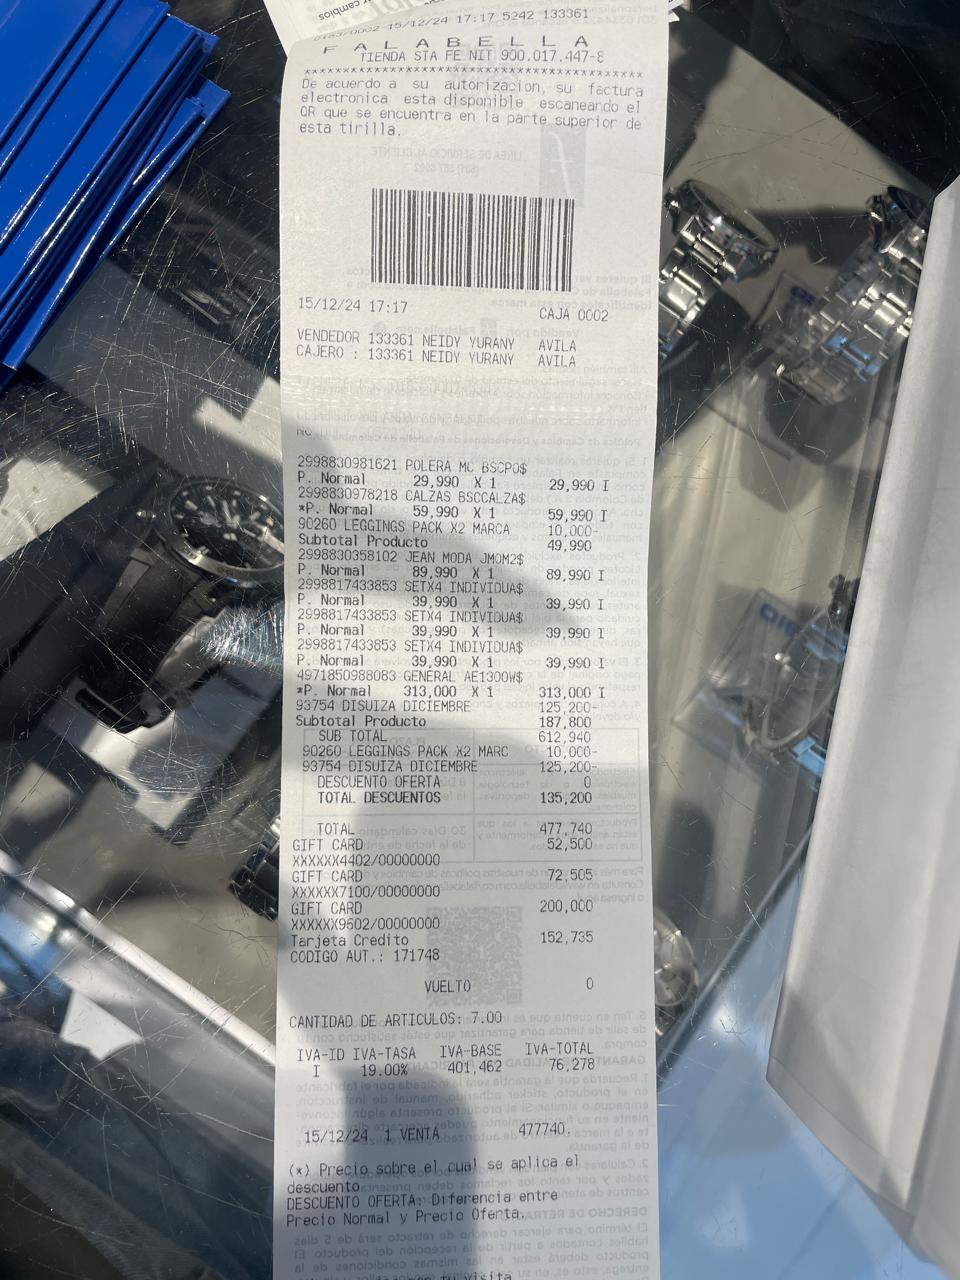 cambios
0183/0002 15/12/24 17:17 5242 133361
F A L A B E L L A
TIENDA STA FE NIT 900.017.447-8
De acuerdo a su autorizacion, su factura
electronica esta disponible escaneando el
QR que se encuentra en la parte superior de
esta tirilla.
15/12/24 17:17 CAJA 0002
VENDEDOR 133361 NEIDY YURANY AVILA
CAJERO : 133361 NEIDY YURANY AVILA
2998830981621 POLERA MC BSCPO$
P. Normal 29,990 X 1 29,990 I
2998830978218 CALZAS BSCCALZA$
*P. Normal 59,990 X 1 59,990 I
90260 LEGGINGS PACK X2 MARCA 10,000-
Subtotal Producto 49,990
2998830358102 JEAN MODA JMOM2$
P. Normal 89,990 X 1 89,990 I
2998817433853 SETX4 INDIVIDUA$
P. Normal 39,990 X 1 39,990 I
2998817433853 SETX4 INDIVIDUA$
P. Normal 39,990 X 1 39,990 I
2998817433853 SETX4 INDIVIDUA$
P. Normal 39,990 X 1 39,990 I
4971850988083 GENERAL AE1300W$
*P. Normal 313,000 X 1 313,000 I
93754 DISUIZA DICIEMBRE 125,200-
Subtotal Producto 187,800
SUB TOTAL 612,940
90260 LEGGINGS PACK X2 MARC 10,000-
93754 DISUIZA DICIEMBRE 125,200-
DESCUENTO OFERTA 0
TOTAL DESCUENTOS 135,200
TOTAL 477,740
GIFT CARD 52,500
XXXXXX4402/00000000
GIFT CARD 72,505
XXXXXX7100/00000000
GIFT CARD 200,000
XXXXXX9602/00000000
Tarjeta Credito 152,735
CODIGO AUT.: 171748
VUELTO 0
CANTIDAD DE ARTICULOS: 7.00
IVA-ID IVA-TASA IVA-BASE IVA-TOTAL
I 19.00% 401,462 76,278
15/12/24 1 VENTA 477740.
(*) Precio sobre el cual se aplica el
descuento
DESCUENTO OFERTA: Diferencia entre
Precio Normal y Precio Oferta.